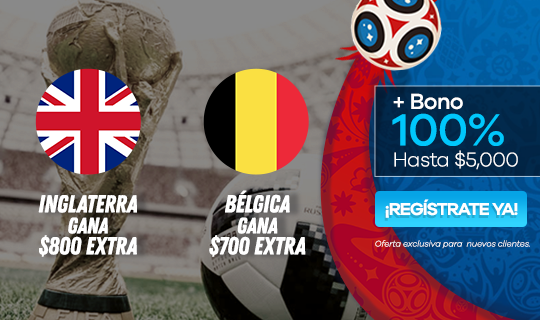 INGLATERRA
GANA
$800 EXTRA
BÉLGICA
GANA
$700 EXTRA
+ Bono
100%
Hasta $5,000
¡REGÍSTRATE YA!
Oferta exclusiva para nuevos clientes.